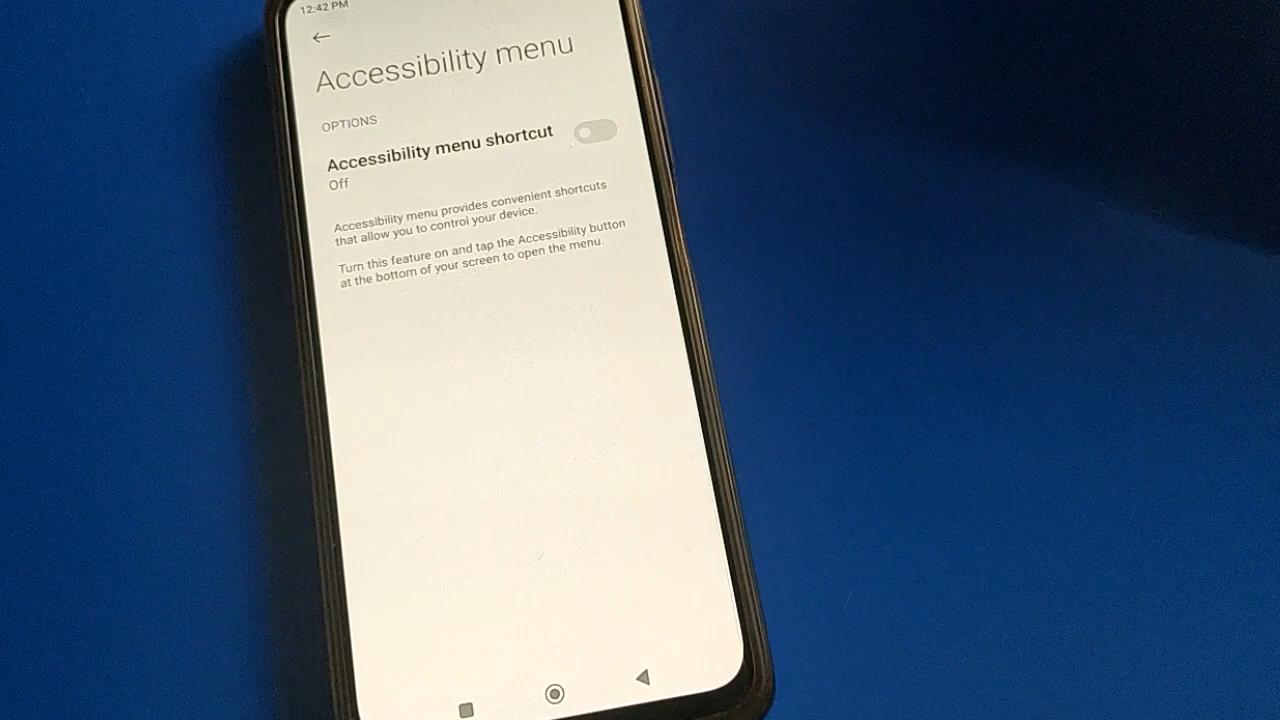 12:42 PM
Accessibility menu
OPTIONS
Accessibility menu shortcut
Off
Accessibility menu provides convenient shortcuts
that allow you to control your device.
Turn this feature on and tap the Accessibility button
at the bottom of your screen to open the menu.